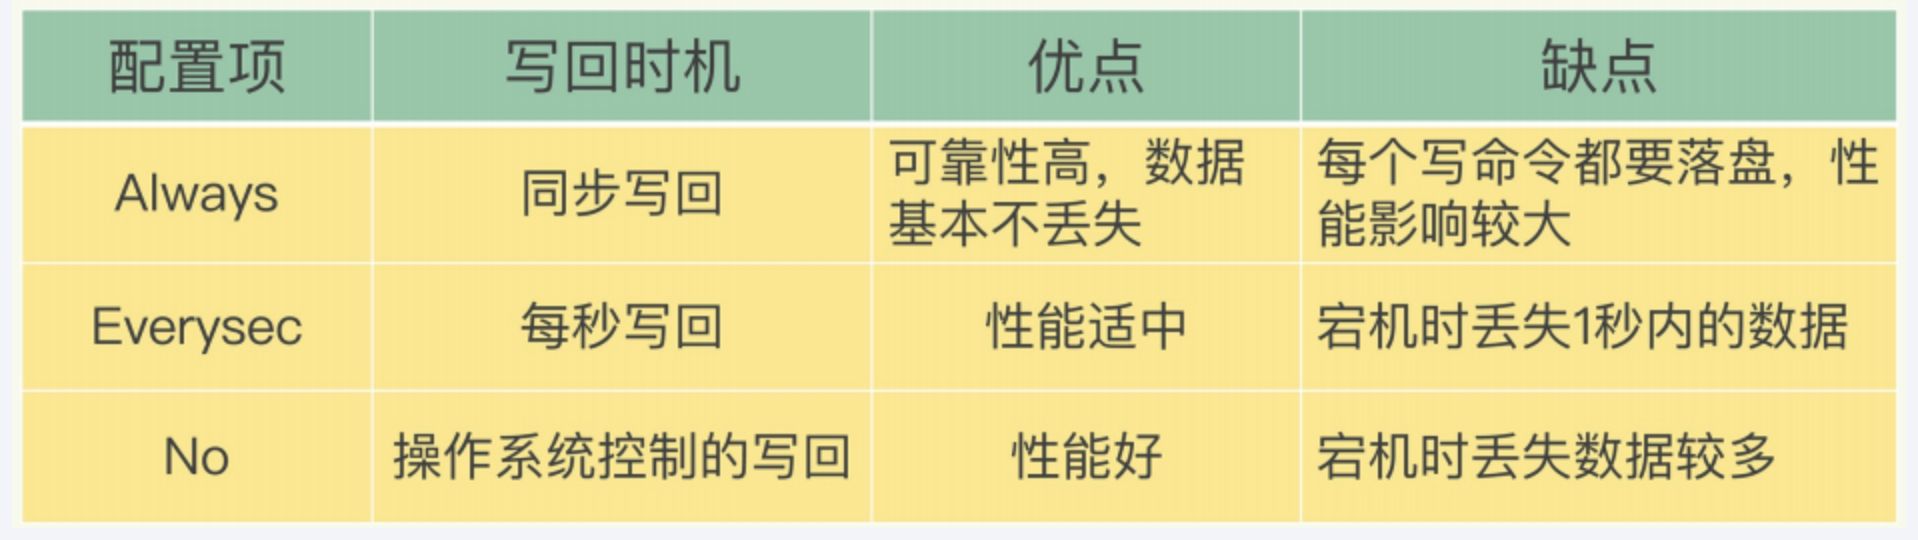 配置项 写回时机 优点 缺点
Always 同步写回 可靠性高，数据 每个写命令都要落盘，性
基本不丢失 能影响较大
Everysec 每秒写回 性能适中 宕机时丢失1秒内的数据
No 操作系统控制的写回 性能好 宕机时丢失数据较多